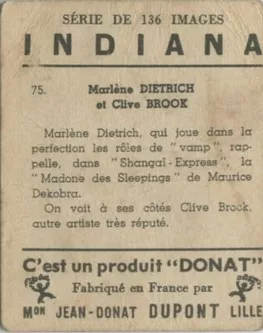 SÉRIE DE 136 IMAGES
INDIANA
75. Marlène DIETRICH
et Clive BROOK
Marlène Dietrich, qui joue dans la
perfection les rôles de "vamp", rap-
pelle, dans "Shangaï-Express", la
"Madone des Sleepings" de Maurice
Dekobra.
On voit à ses côtés Clive Brook,
autre artiste très réputé.
C'est un produit "DONAT"
Fabriqué en France par
Mon JEAN-DONAT DUPONT LILLE